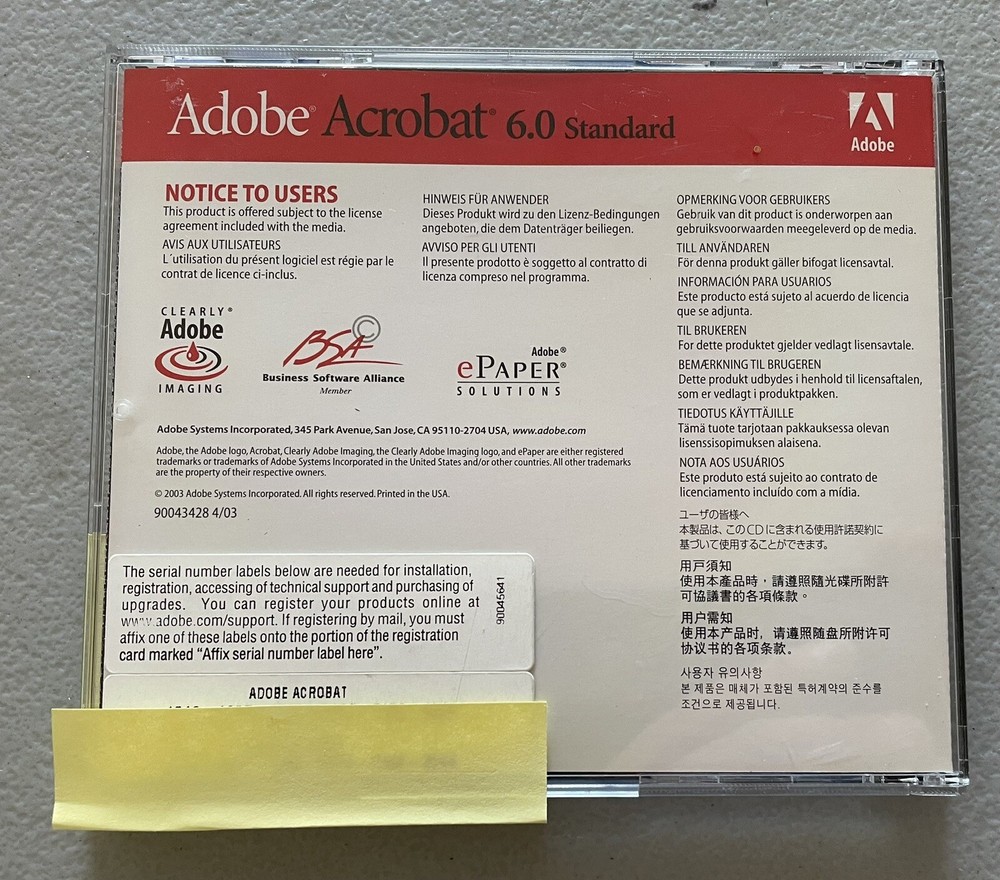 Adobe® Acrobat® 6.0 Standard
Adobe
NOTICE TO USERS
This product is offered subject to the license
agreement included with the media.
AVIS AUX UTILISATEURS
L´utilisation du présent logiciel est régie par le
contrat de licence ci-inclus.
HINWEIS FÜR ANWENDER
Dieses Produkt wird zu den Lizenz-Bedingungen
angeboten, die dem Datenträger beiliegen.
AVVISO PER GLI UTENTI
Il presente prodotto è soggetto al contratto di
licenza compreso nel programma.
OPMERKING VOOR GEBRUIKERS
Gebruik van dit product is onderworpen aan
gebruiksvoorwaarden meegeleverd op de media.
TILL ANVÄNDAREN
För denna produkt gäller bifogat licensavtal.
INFORMACIÓN PARA USUARIOS
Este producto está sujeto al acuerdo de licencia
que se adjunta.
TIL BRUKEREN
For dette produktet gjelder vedlagt lisensavtale.
BEMÆRKNING TIL BRUGEREN
Dette produkt udbydes i henhold til licensaftalen,
som er vedlagt i produktpakken.
TIEDOTUS KÄYTTÄJILLE
Tämä tuote tarjotaan pakkauksessa olevan
lisenssisopimuksen alaisena.
NOTA AOS USUÁRIOS
Este produto está sujeito ao contrato de
licenciamento incluído com a mídia.
ユーザの皆様へ
本製品は、このCDに含まれる使用許諾契約に
基づいて使用することができます。
用戸須知
使用本產品時，請遵照隨光碟所附許
可協議書的各項條款。
用户需知
使用本产品时，请遵照随盘所附许可
协议书的各项条款。
사용자 유의사항
본 제품은 매체가 포함된 특허계약의 준수를
조건으로 제공됩니다.
CLEARLY®
Adobe
IMAGING
BSA ©
Business Software Alliance
Member
Adobe®
ePAPER®
SOLUTIONS
Adobe Systems Incorporated, 345 Park Avenue, San Jose, CA 95110-2704 USA, www.adobe.com
Adobe, the Adobe logo, Acrobat, Clearly Adobe Imaging, the Clearly Adobe Imaging logo, and ePaper are either registered
trademarks or trademarks of Adobe Systems Incorporated in the United States and/or other countries. All other trademarks
are the property of their respective owners.
© 2003 Adobe Systems Incorporated. All rights reserved. Printed in the USA.
90043428 4/03
The serial number labels below are needed for installation,
registration, accessing of technical support and purchasing of
upgrades. You can register your products online at
www.adobe.com/support. If registering by mail, you must
affix one of these labels onto the portion of the registration
card marked “Affix serial number label here”.
90045641
ADOBE ACROBAT